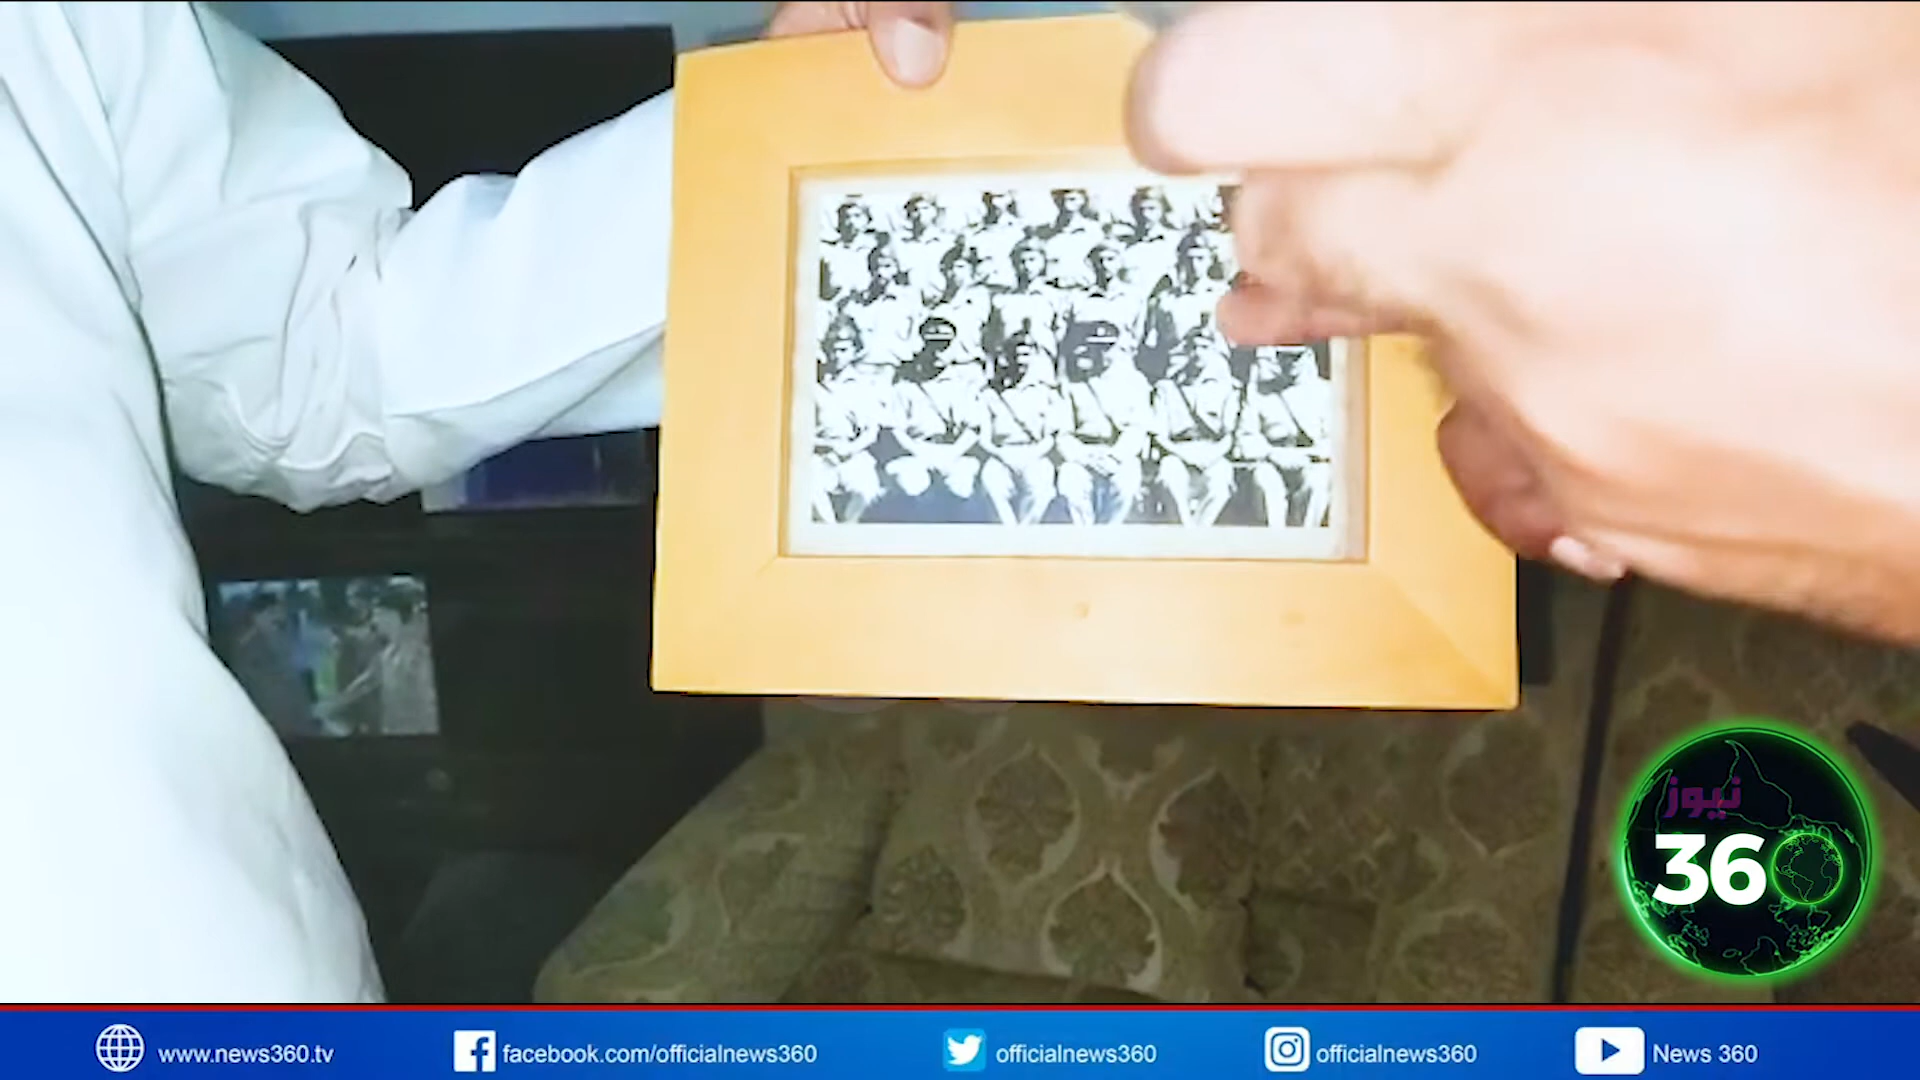 نیوز
360
www.news360.tv
facebook.com/officialnews360
officialnews360
officialnews360
News 360